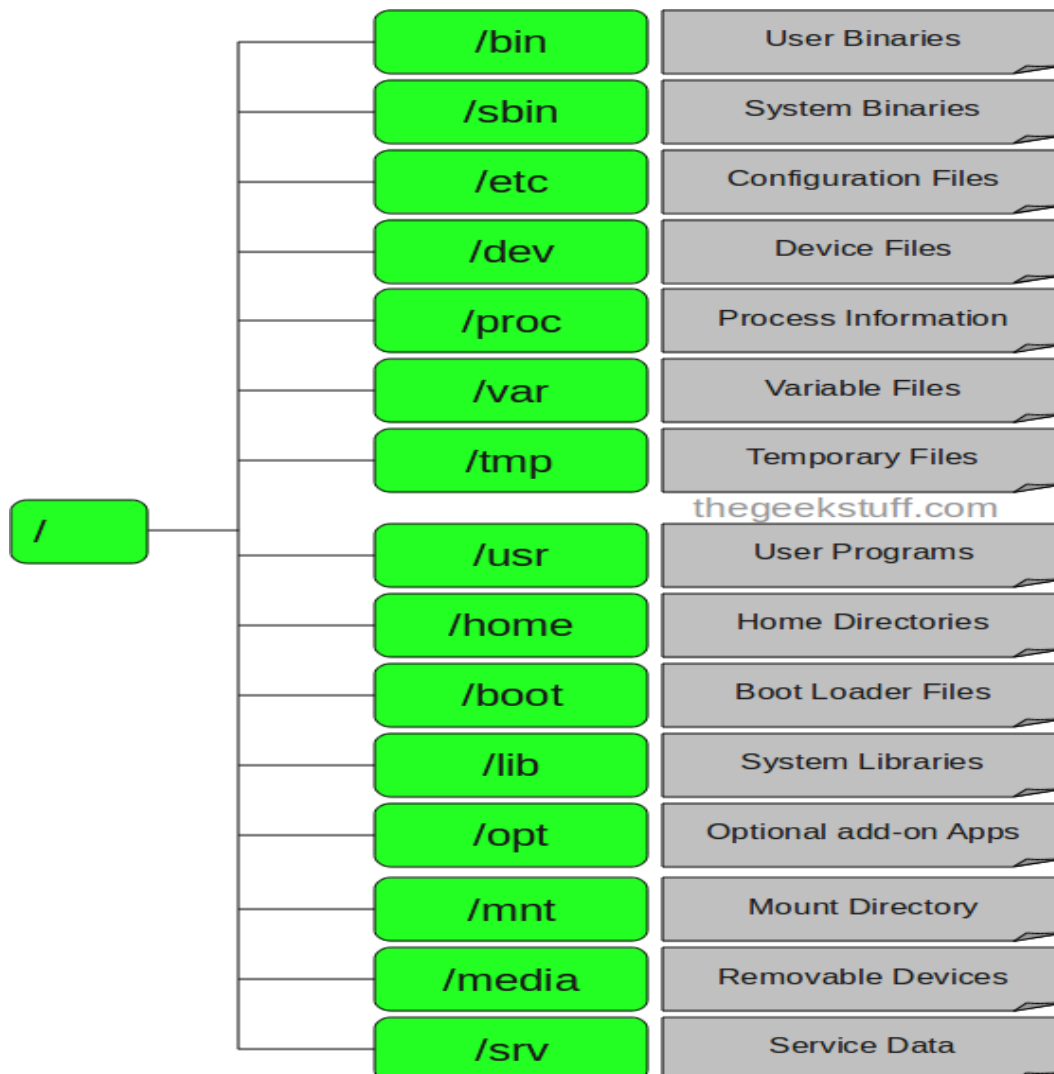 /bin User Binaries
/sbin System Binaries
/etc Configuration Files
/dev Device Files
/proc Process Information
/var Variable Files
/tmp Temporary Files
thegeekstuff.com
/
/usr User Programs
/home Home Directories
/boot Boot Loader Files
/lib System Libraries
/opt Optional add-on Apps
/mnt Mount Directory
/media Removable Devices
/srv Service Data